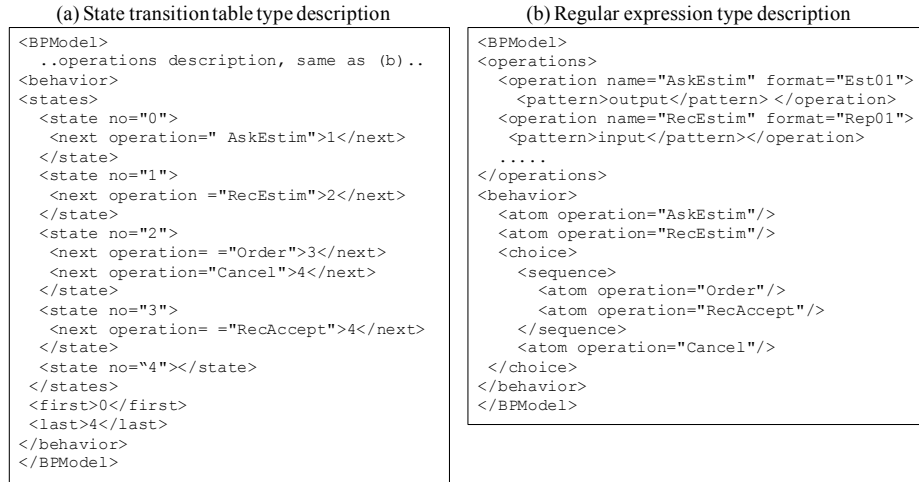 (a) State transition table type description
<BPModel>
..operations description, same as (b)..
<behavior>
<states>
<state no="0">
<next operation=" AskEstim">1</next>
</state>
<state no="1">
<next operation ="RecEstim">2</next>
</state>
<state no="2">
<next operation= ="Order">3</next>
<next operation="Cancel">4</next>
</state>
<state no="3">
<next operation= ="RecAccept">4</next>
</state>
<state no=“4"></state>
</states>
<first>0</first>
<last>4</last>
</behavior>
</BPModel>
(b) Regular expression type description
<BPModel>
<operations>
<operation name="AskEstim" format="Est01">
<pattern>output</pattern> </operation>
<operation name="RecEstim" format="Rep01">
<pattern>input</pattern></operation>
.....
</operations>
<behavior>
<atom operation="AskEstim"/>
<atom operation="RecEstim"/>
<choice>
<sequence>
<atom operation="Order"/>
<atom operation="RecAccept"/>
</sequence>
<atom operation="Cancel"/>
</choice>
</behavior>
</BPModel>